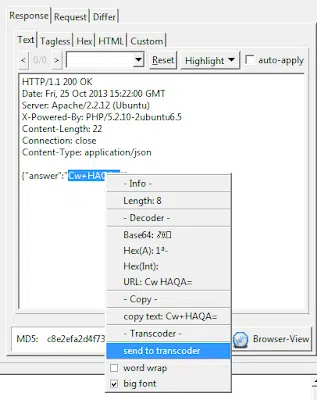 Response Request Differ
Text Tagless Hex HTML Custom
< 0/0 > Reset Highlight auto-apply
HTTP/1.1 200 OK
Date: Fri, 25 Oct 2013 15:22:00 GMT
Server: Apache/2.2.12 (Ubuntu)
X-Powered-By: PHP/5.2.10-2ubuntu6.5
Content-Length: 22
Connection: close
Content-Type: application/json
{"answer":"Cw+HAQA
- Info -
Length: 8
- Decoder -
Base64:
Hex(A): 1ª-
Hex(Int):
URL: Cw HAQA=
- Copy -
copy text: Cw+HAQA=
- Transcoder -
send to transcoder
word wrap
big font
MD5: c8e2efa2d4f73
Browser-View